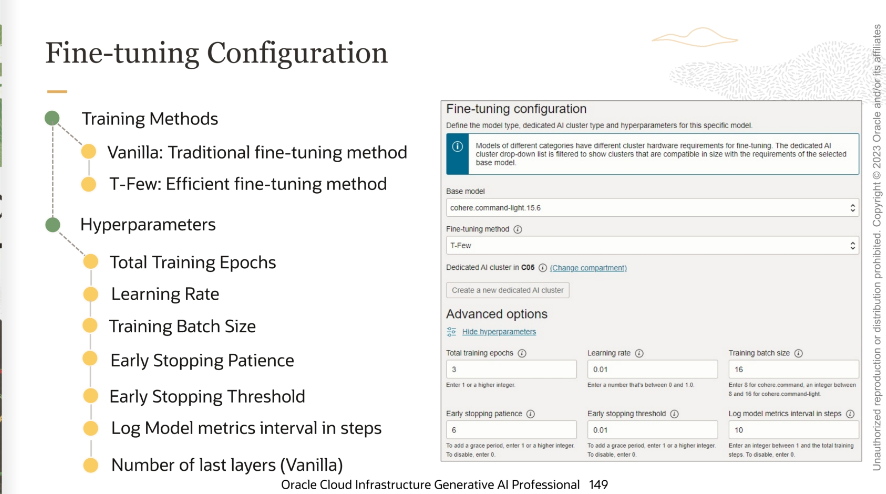 Fine-tuning Configuration
Training Methods
Vanilla: Traditional fine-tuning method
T-Few: Efficient fine-tuning method
Hyperparameters
Total Training Epochs
Learning Rate
Training Batch Size
Early Stopping Patience
Early Stopping Threshold
Log Model metrics interval in steps
Number of last layers (Vanilla)
Fine-tuning configuration
Define the model type, dedicated AI cluster type and hyperparameters for this specific model.
Models of different categories have different cluster hardware requirements for fine-tuning. The dedicated AI
cluster drop-down list is filtered to show clusters that are compatible in size with the requirements of the selected
base model.
Base model
cohere.command-light.15.6
Fine-tuning method
T-Few
Dedicated AI cluster in C05 (Change compartment)
Create a new dedicated AI cluster
Advanced options
Hide hyperparameters
Total training epochs
3
Enter 1 or a higher integer.
Learning rate
0.01
Enter a number that's between 0 and 1.0.
Training batch size
16
Enter 8 for cohere.command, an integer between
8 and 16 for cohere.command-light.
Early stopping patience
6
To add a grace period, enter 1 or a higher integer.
To disable, enter 0.
Early stopping threshold
0.01
To add a grace period, enter 1 or a higher integer.
To disable, enter 0.
Log model metrics interval in steps
10
Enter an integer between 1 and the total training
steps. To disable, enter 0.
Oracle Cloud Infrastructure Generative AI Professional 149
Unauthorized reproduction or distribution prohibited. Copyright © 2023 Oracle and/or its affiliates